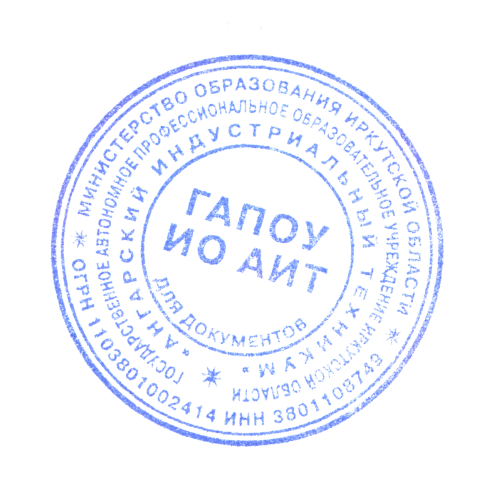 МИНИСТЕРСТВО ОБРАЗОВАНИЯ ИРКУТСКОЙ ОБЛАСТИ
* ОГРН 1103801002414 ИНН 3801108743 *
ГОСУДАРСТВЕННОЕ АВТОНОМНОЕ ПРОФЕССИОНАЛЬНОЕ ОБРАЗОВАТЕЛЬНОЕ УЧРЕЖДЕНИЕ ИРКУТСКОЙ ОБЛАСТИ
* «АНГАРСКИЙ ИНДУСТРИАЛЬНЫЙ ТЕХНИКУМ»
ГАПОУ
ИО АИТ
ДЛЯ ДОКУМЕНТОВ